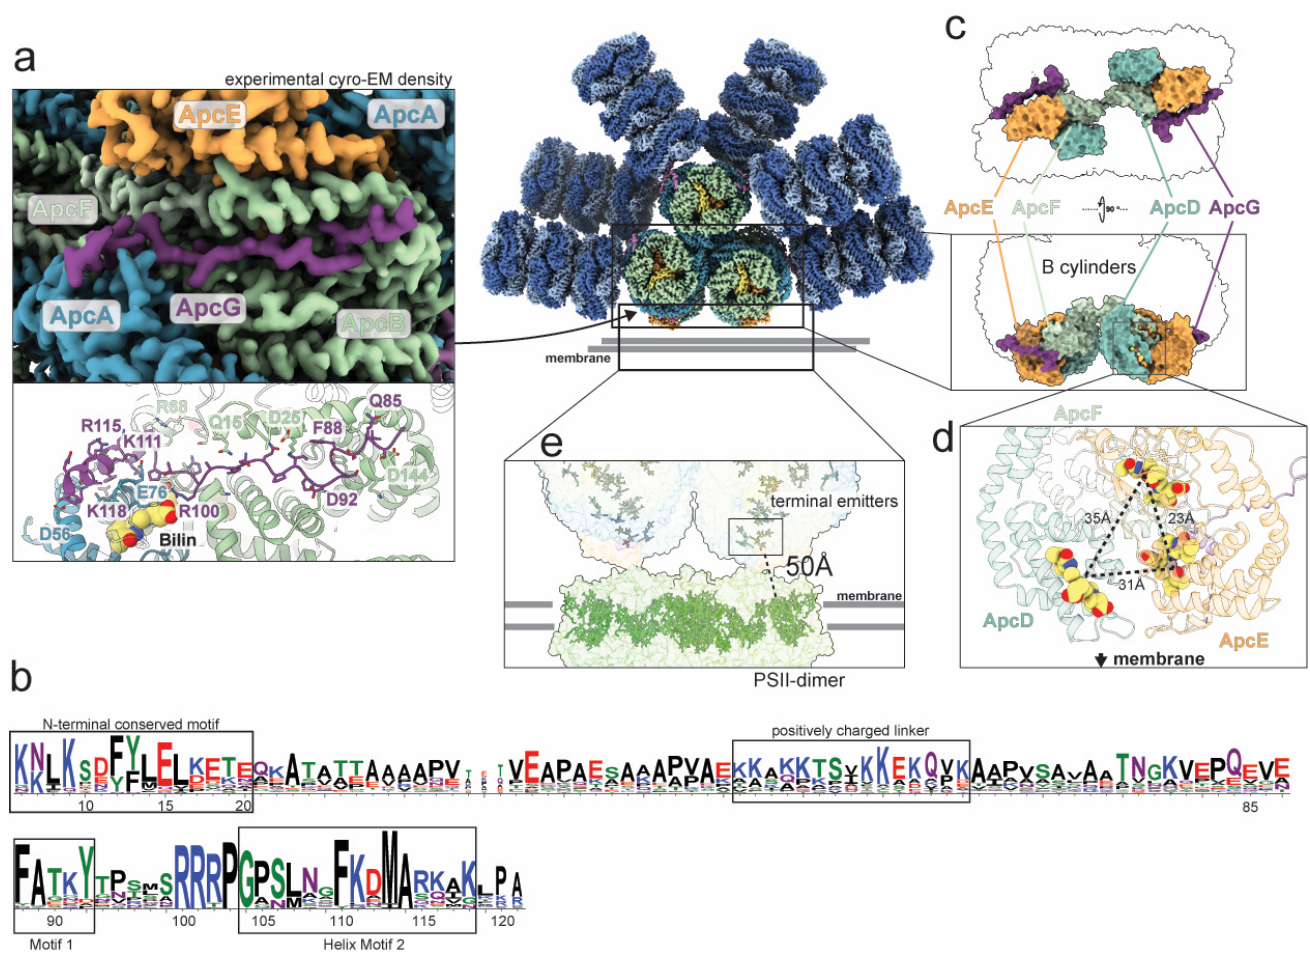 a
experimental cyro-EM density
ApcE
ApcA
ApcF
ApcG
ApcA
ApcB
R68
Q15
D25
Q85
R115
K111
F88
E76
D144
K118
R100
D92
D56
Bilin
membrane
c
ApcE ApcF 90° ApcD ApcG
B cylinders
e
terminal emitters
50Å
membrane
PSII-dimer
d
ApcF
35Å
23Å
31Å
ApcD
ApcE
membrane
b
N-terminal conserved motif
positively charged linker
10 15 20
85
90 100 105 110 115 120
Motif 1
Helix Motif 2